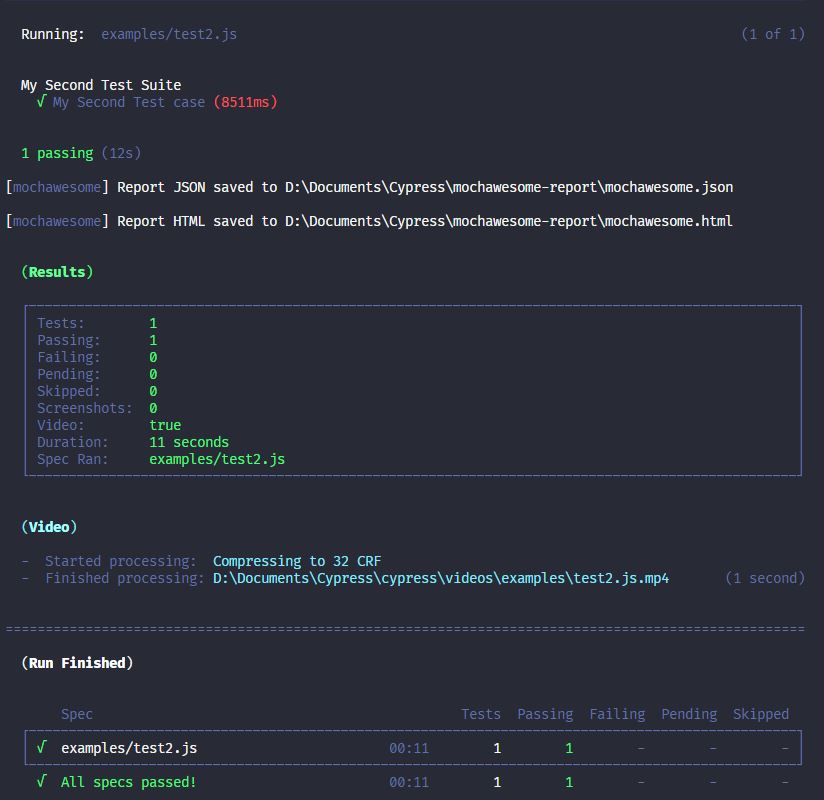 Running: examples/test2.js (1 of 1)
My Second Test Suite
√ My Second Test case (8511ms)
1 passing (12s)
[mochawesome] Report JSON saved to D:\Documents\Cypress\mochawesome-report\mochawesome.json
[mochawesome] Report HTML saved to D:\Documents\Cypress\mochawesome-report\mochawesome.html
(Results)
Tests: 1
Passing: 1
Failing: 0
Pending: 0
Skipped: 0
Screenshots: 0
Video: true
Duration: 11 seconds
Spec Ran: examples/test2.js
(Video)
- Started processing: Compressing to 32 CRF
- Finished processing: D:\Documents\Cypress\cypress\videos\examples\test2.js.mp4 (1 second)
====================================================================================================
(Run Finished)
Spec Tests Passing Failing Pending Skipped
√ examples/test2.js 00:11 1 1 - - -
√ All specs passed! 00:11 1 1 - - -